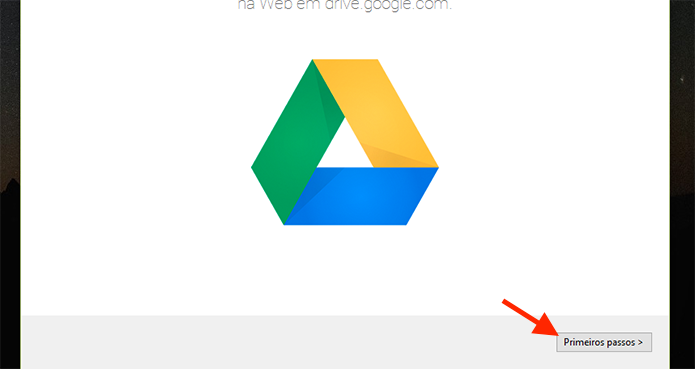 na Web em drive.google.com.
Primeiros passos >